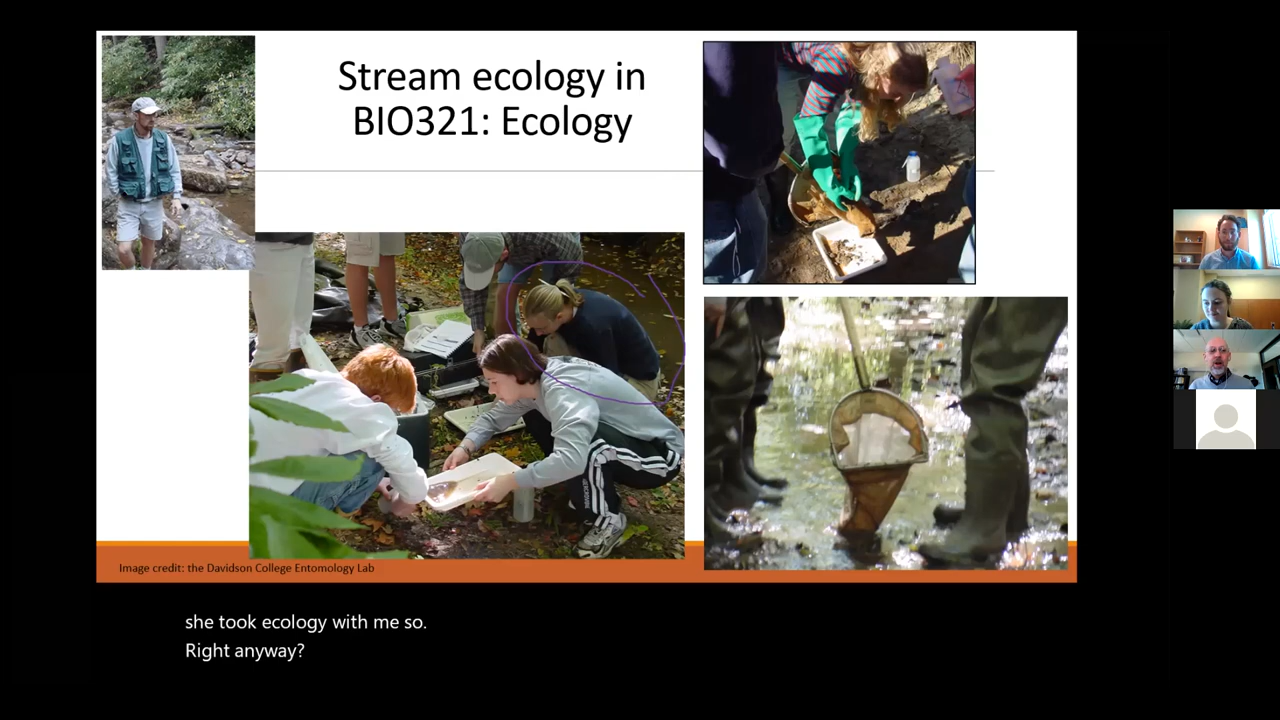 Stream ecology in
BIO321: Ecology
Image credit: the Davidson College Entomology Lab
she took ecology with me so.
Right anyway?